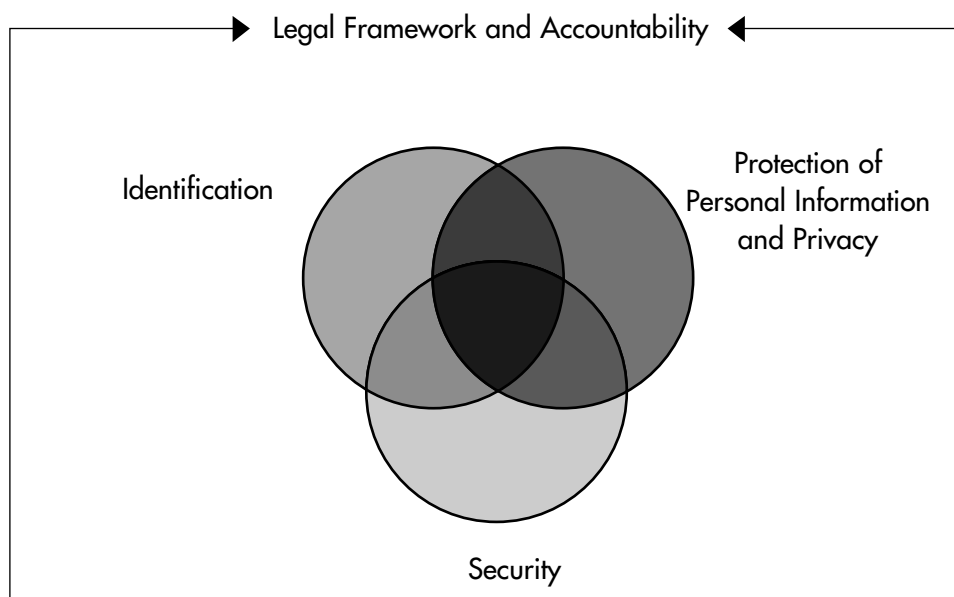 Legal Framework and Accountability
Identification
Protection of
Personal Information
and Privacy
Security